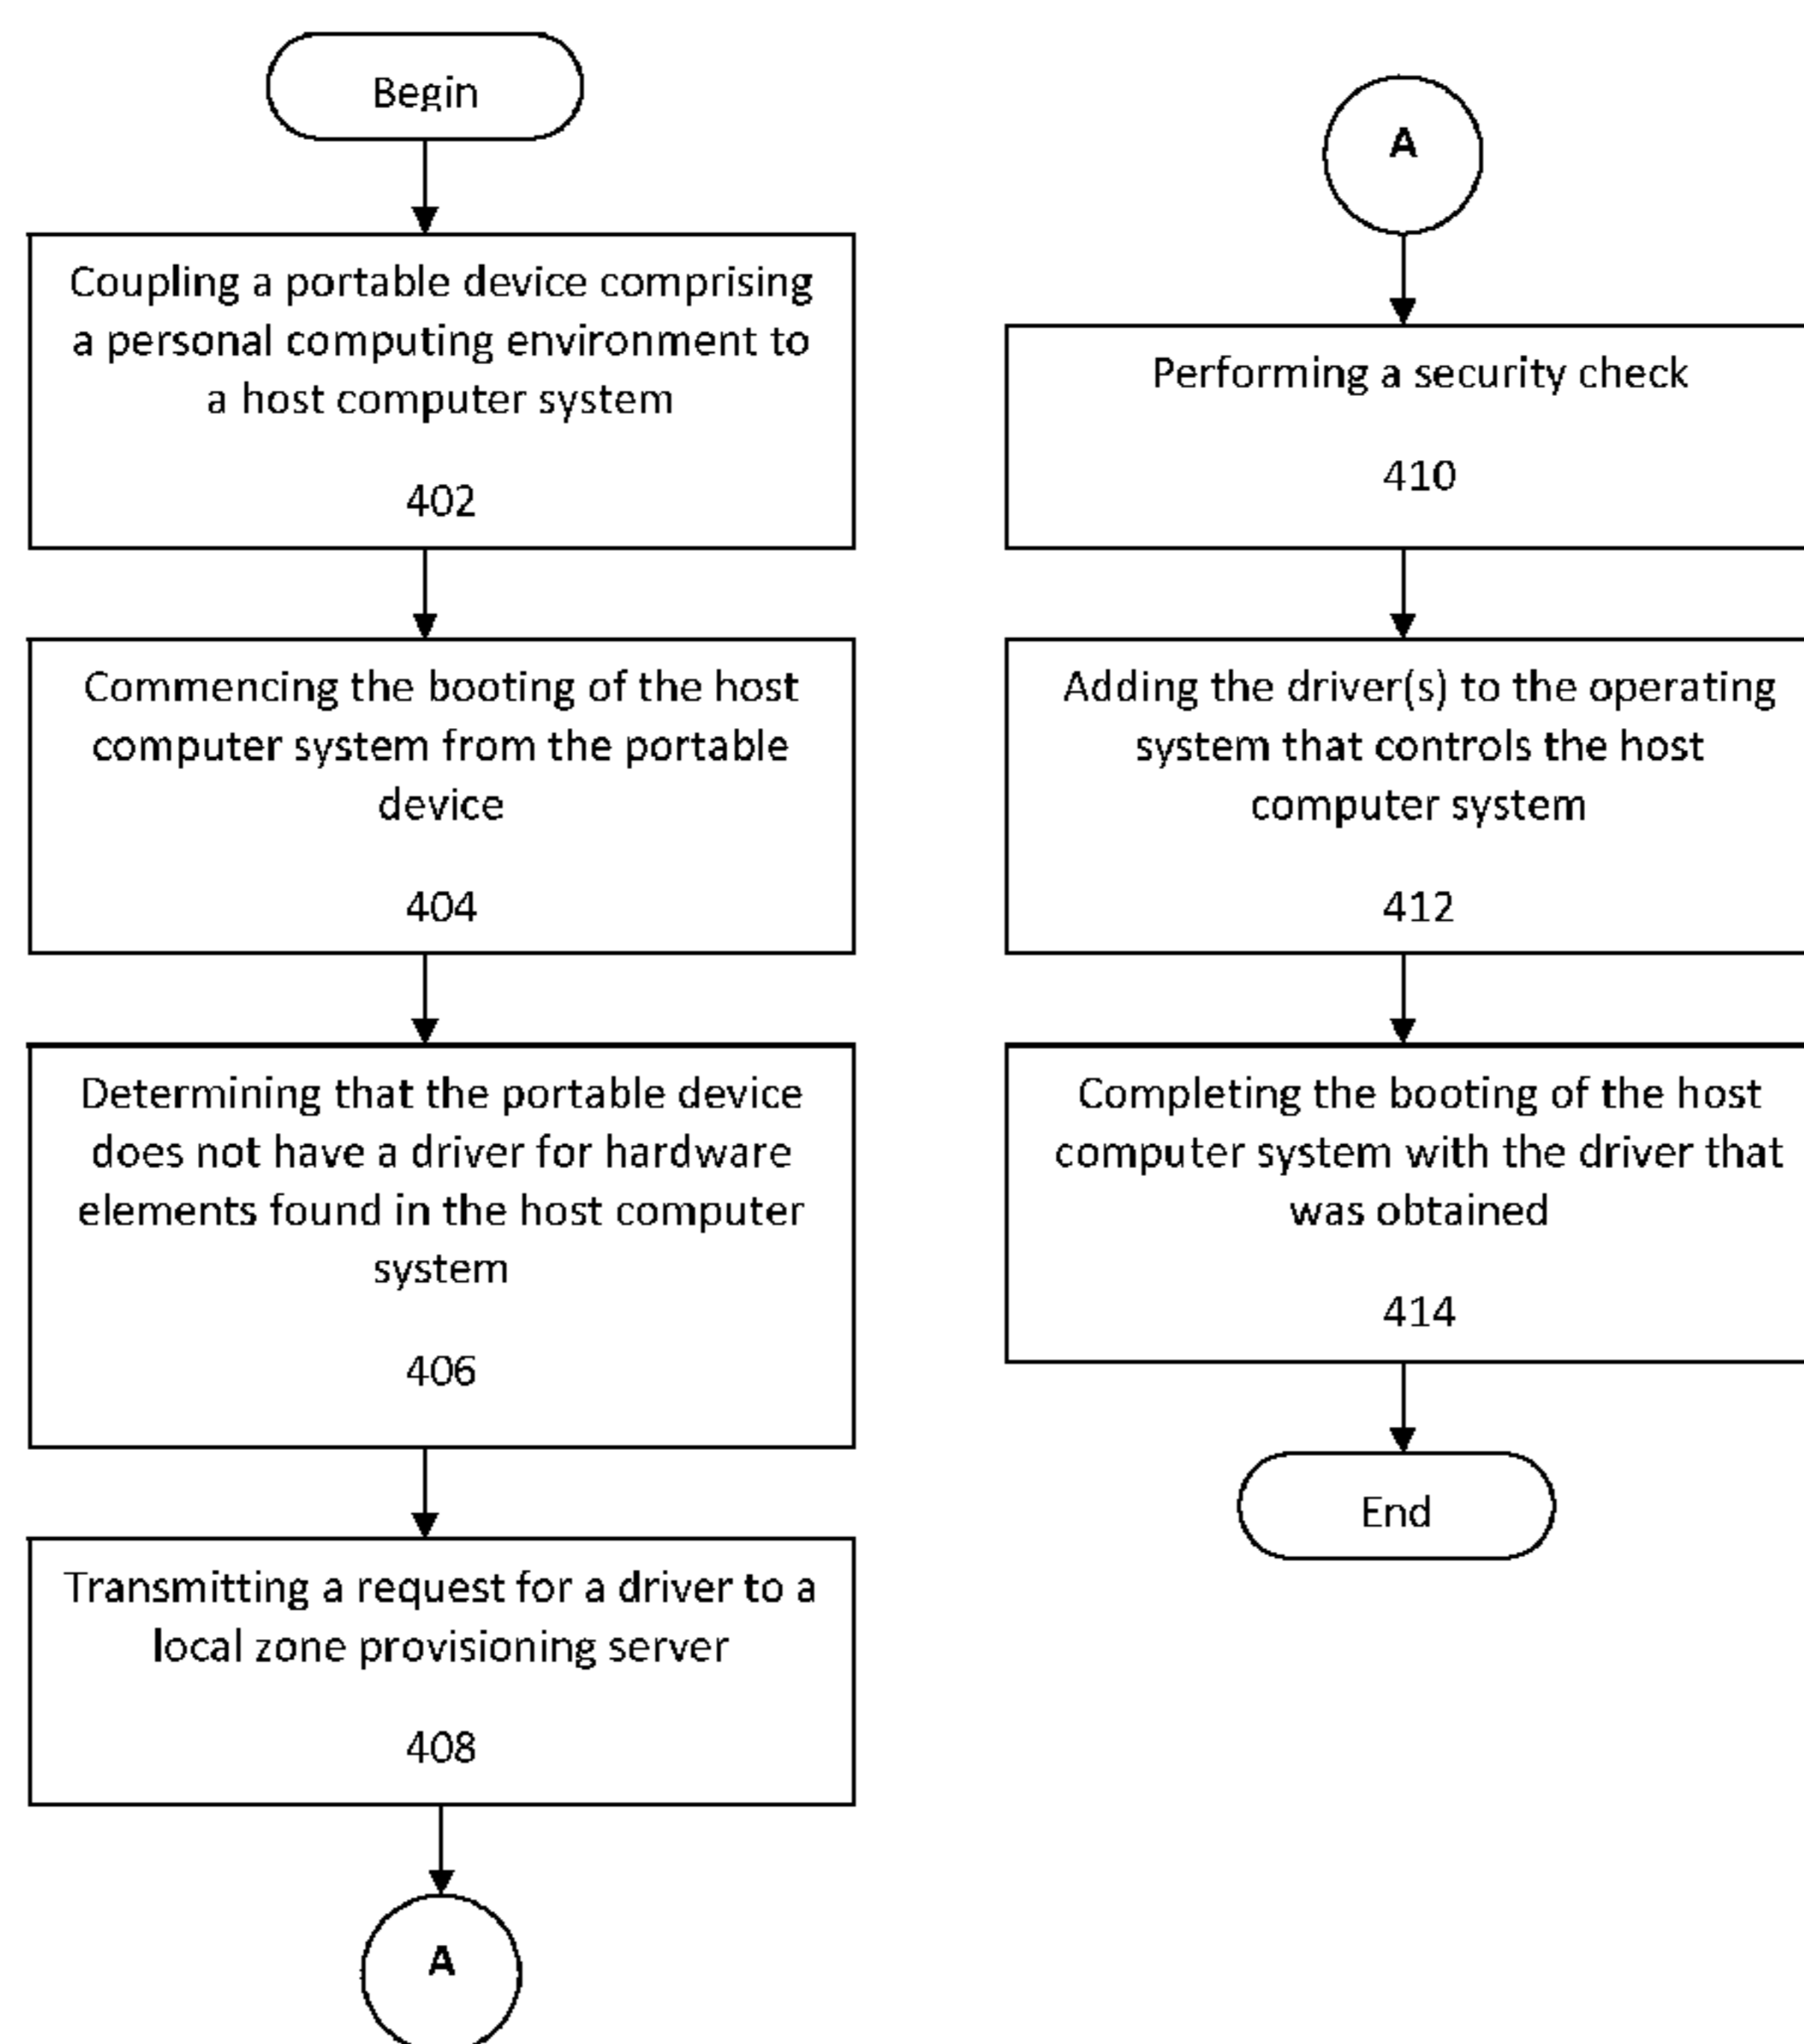 Begin
Coupling a portable device comprising
a personal computing environment to
a host computer system
402
Commencing the booting of the host
computer system from the portable
device
404
Determining that the portable device
does not have a driver for hardware
elements found in the host computer
system
406
Transmitting a request for a driver to a
local zone provisioning server
408
A
A
Performing a security check
410
Adding the driver(s) to the operating
system that controls the host
computer system
412
Completing the booting of the host
computer system with the driver that
was obtained
414
End